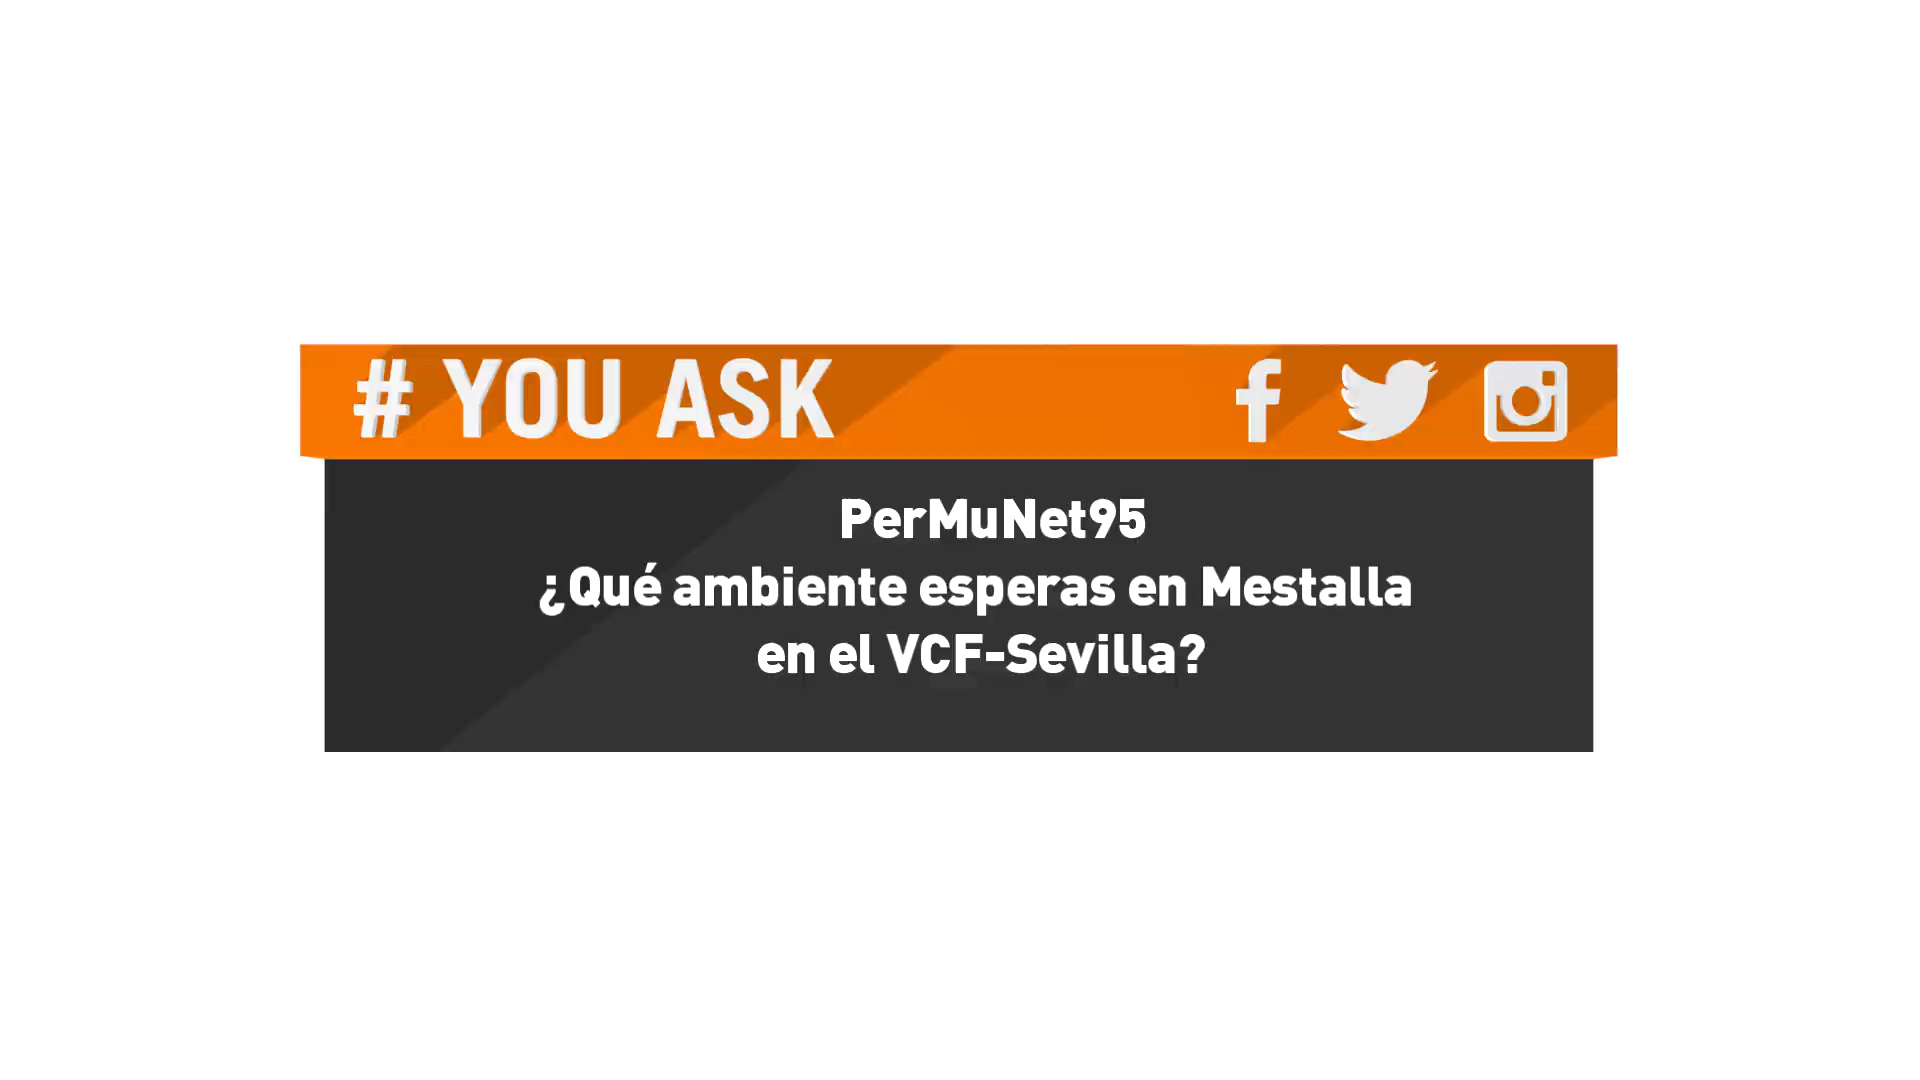 # YOU ASK
PerMuNet95
¿Qué ambiente esperas en Mestalla
en el VCF-Sevilla?